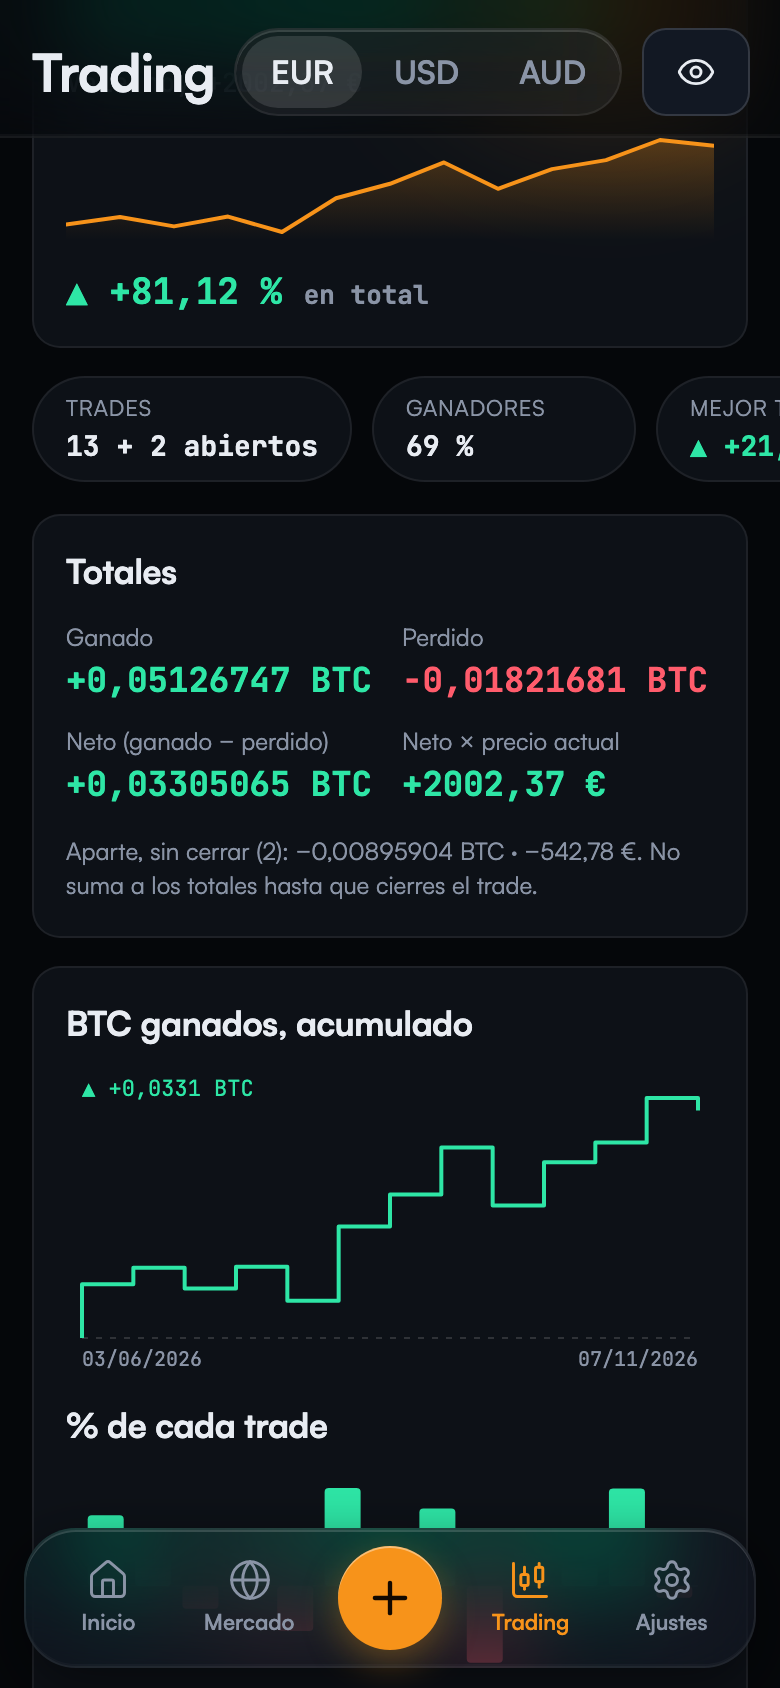 Trading
EUR
USD
AUD
▲ +81,12 % en total
TRADES
13 + 2 abiertos
GANADORES
69 %
MEJOR
▲ +21,
Totales
Ganado
+0,05126747 BTC
Perdido
-0,01821681 BTC
Neto (ganado − perdido)
+0,03305065 BTC
Neto × precio actual
+2002,37 €
Aparte, sin cerrar (2): −0,00895904 BTC · −542,78 €. No
suma a los totales hasta que cierres el trade.
BTC ganados, acumulado
▲ +0,0331 BTC
03/06/2026
07/11/2026
% de cada trade
Inicio
Mercado
Trading
Ajustes